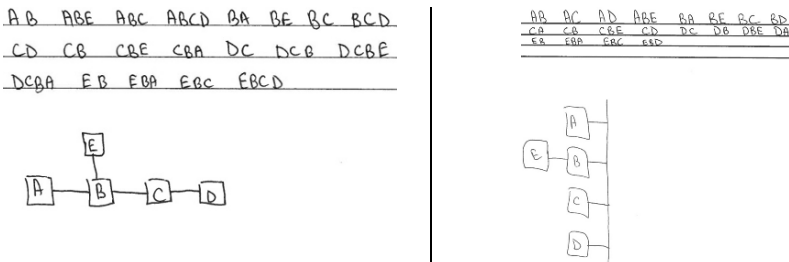 AB ABE ABC ABCD BA BE BC BCD
CD CB CBE CBA DC DCB DCBE
DCBA EB EBA EBC EBCD
E
A B C D
AB AC AD ABE BA BE BC BD
CA CB CBE CD DC DB DBE DA
EB EBA EBC EBD
A
E B
C
D